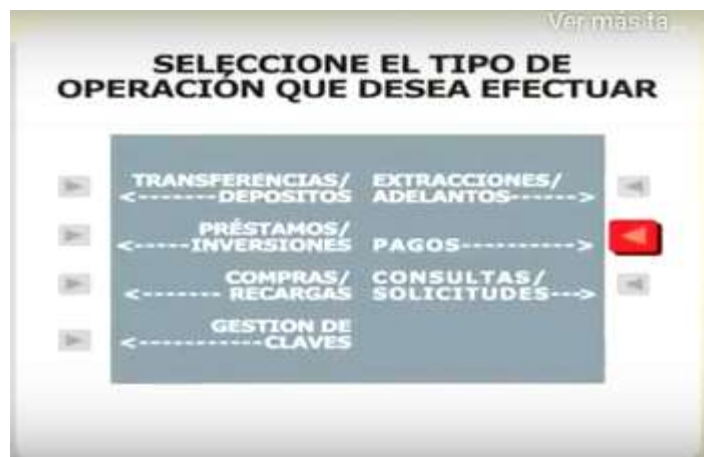 Ver más ta...
SELECCIONE EL TIPO DE
OPERACIÓN QUE DESEA EFECTUAR
TRANSFERENCIAS/
<-------DEPOSITOS
EXTRACCIONES/
ADELANTOS------>
PRÉSTAMOS/
<-----INVERSIONES
PAGOS---------->
COMPRAS/
<------- RECARGAS
CONSULTAS/
SOLICITUDES--->
GESTION DE
<-----------CLAVES